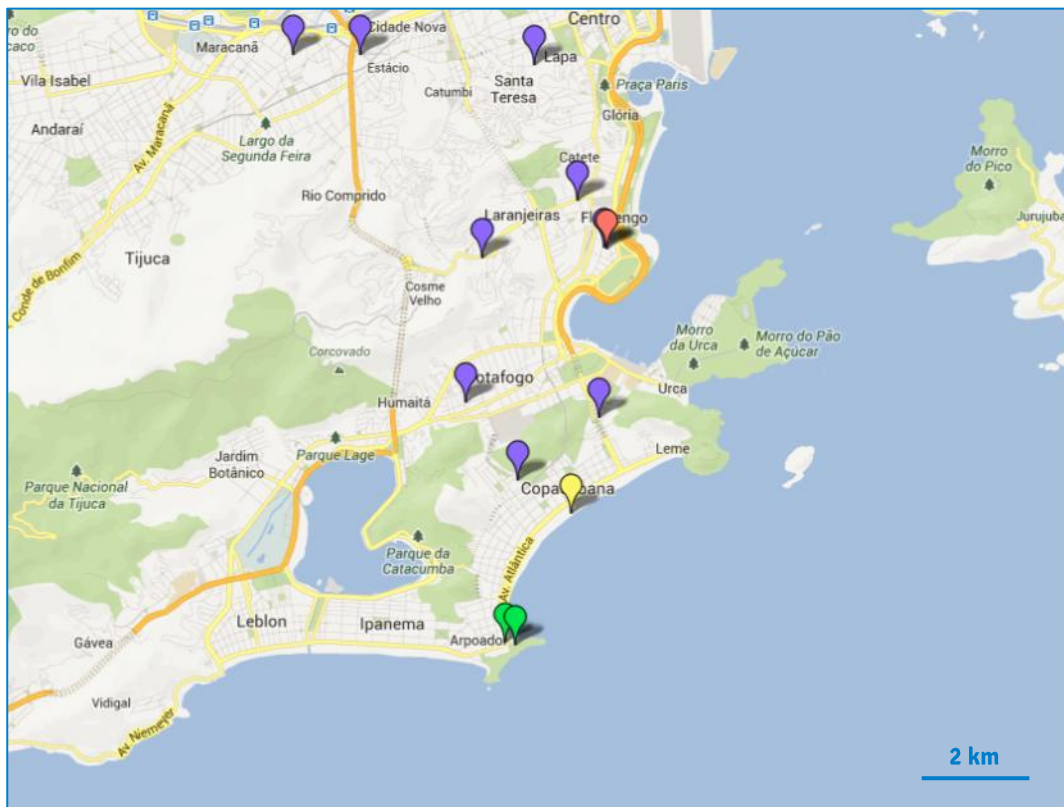 Centro
Cidade Nova
Maracanã
Lapa
Estácio
Vila Isabel
Santa
Teresa
Catumbi
Praça Paris
Glória
Andaraí
Av. Maracanã
Largo da
Segunda Feira
Catete
Morro
do Pico
Rio Comprido
Laranjeiras
Jurujuba
Tijuca
Conde de Bonfim
Cosme
Velho
Morro
da Urca
Morro do Pão
de Açúcar
Corcovado
Urca
Humaitá
Leme
Parque Lage
Jardim
Botânico
Parque Nacional
da Tijuca
Parque da
Catacumba
Av. Atlântica
Leblon
Ipanema
Arpoador
Gávea
Vidigal
Av. Niemeyer
2 km